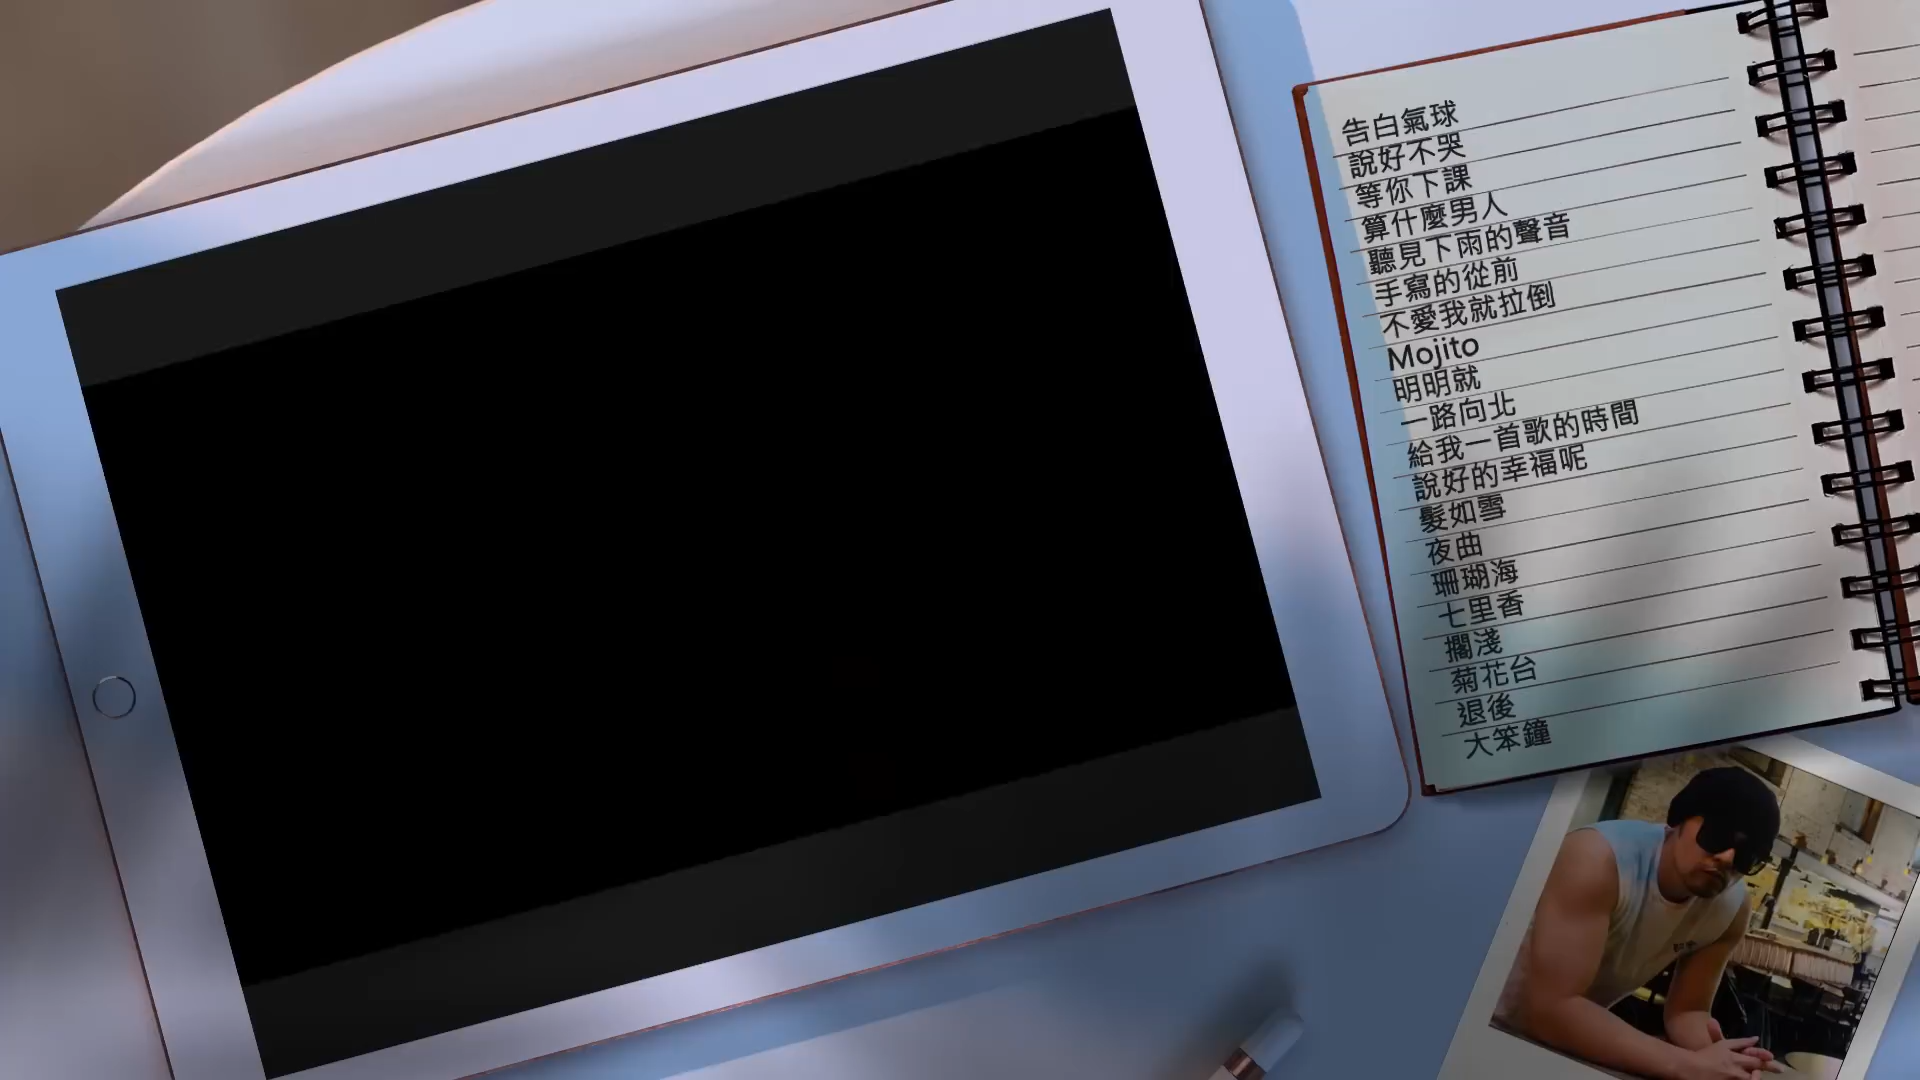 告白氣球
說好不哭
等你下課
算什麼男人
聽見下雨的聲音
手寫的從前
不愛我就拉倒
Mojito
明明就
一路向北
給我一首歌的時間
說好的幸福呢
髮如雪
夜曲
珊瑚海
七里香
擱淺
菊花台
退後
大笨鐘